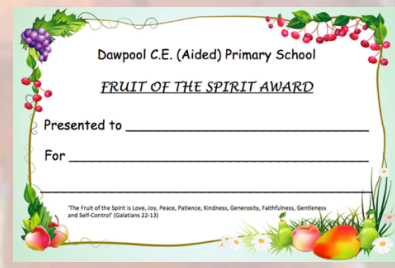 Dawpool C.E. (Aided) Primary School
FRUIT OF THE SPIRIT AWARD
Presented to
For
'The Fruit of the Spirit is Love, Joy, Peace, Patience, Kindness, Generosity, Faithfulness, Gentleness
and Self-Control' (Galatians 22-13)